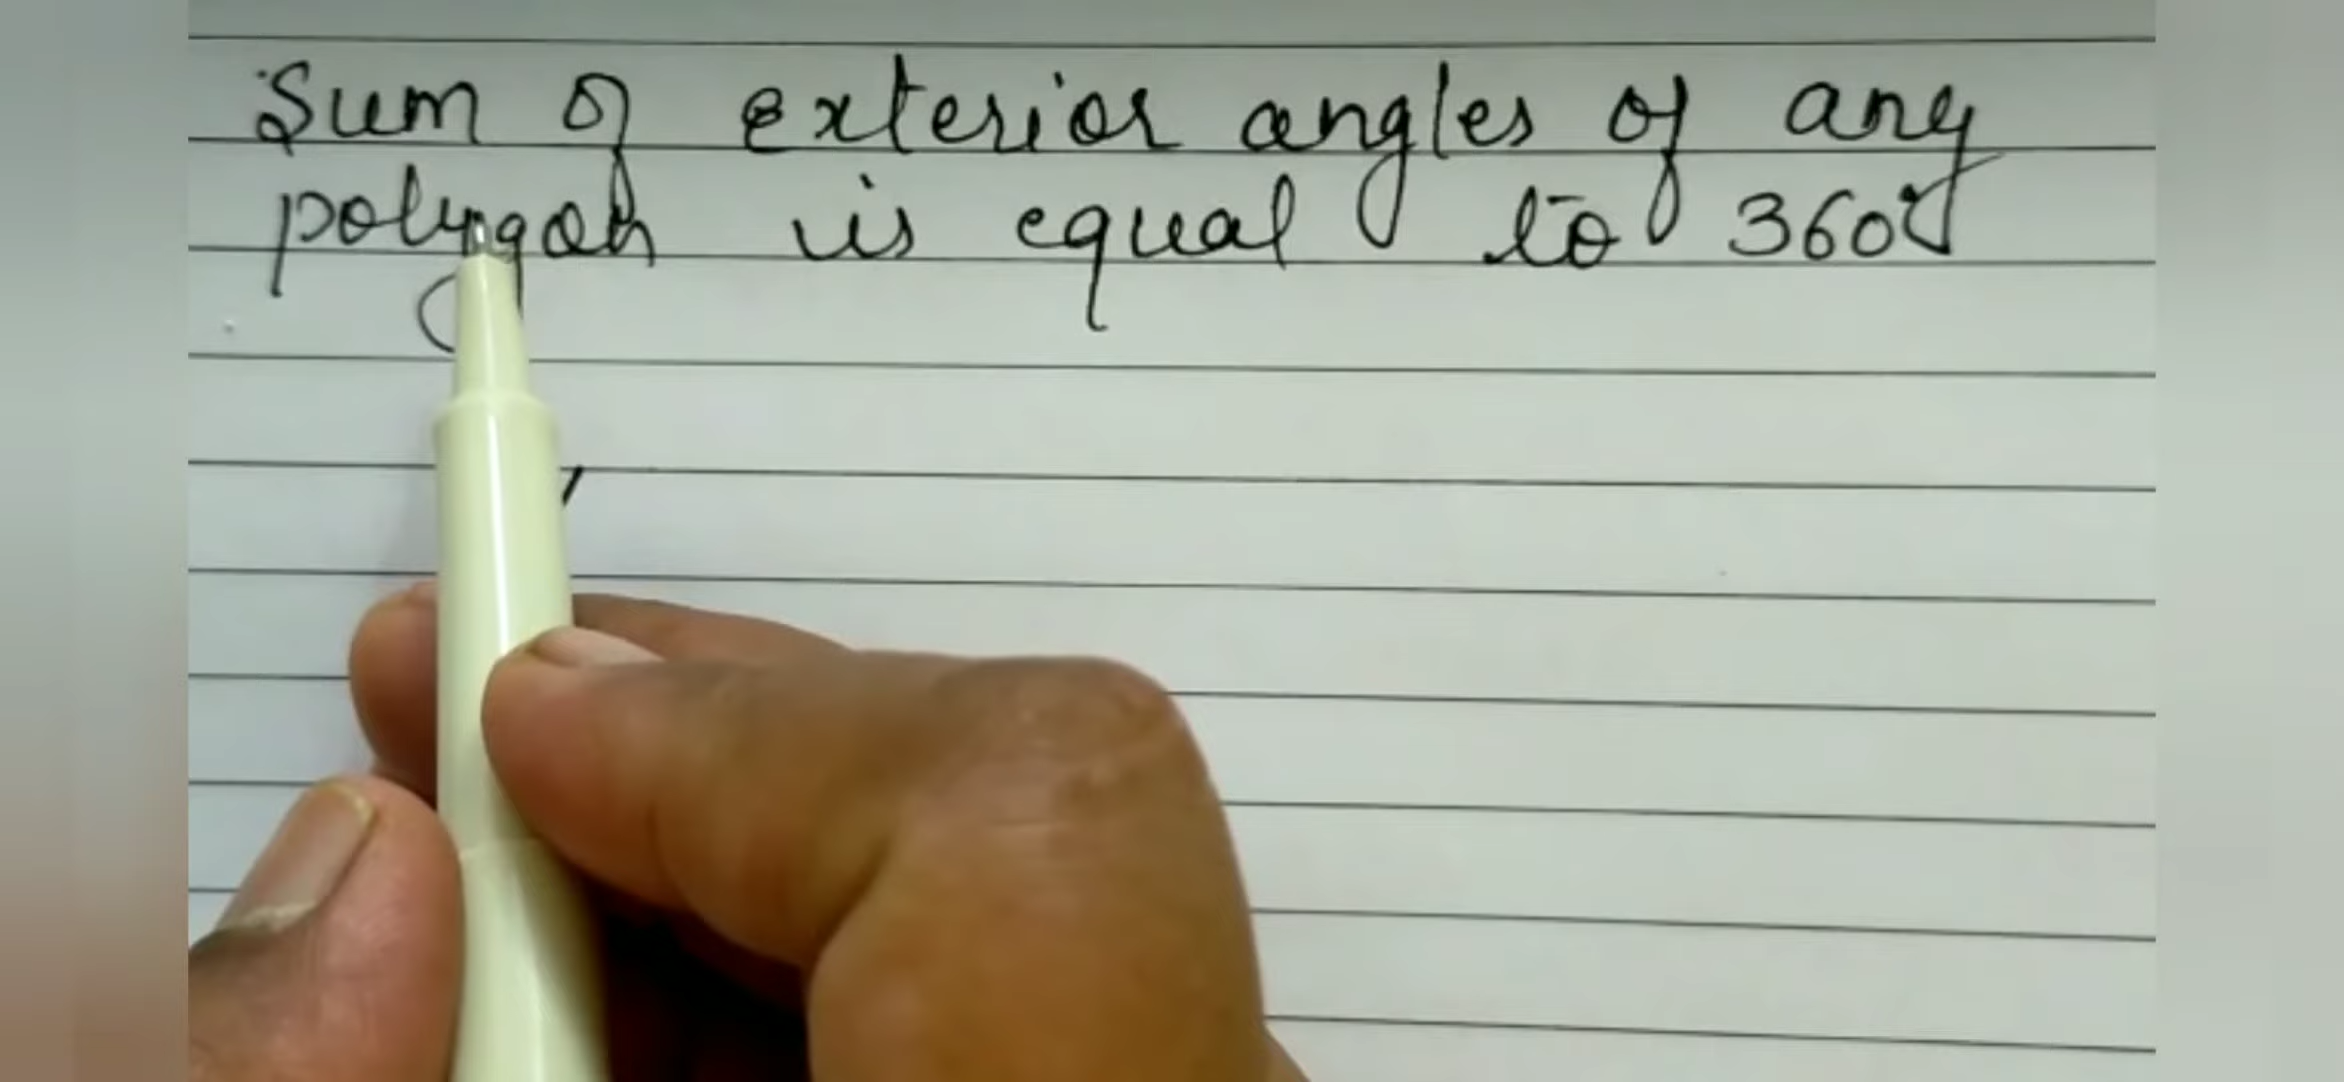 Sum of exterior angles of any
polygon is equal to 360°